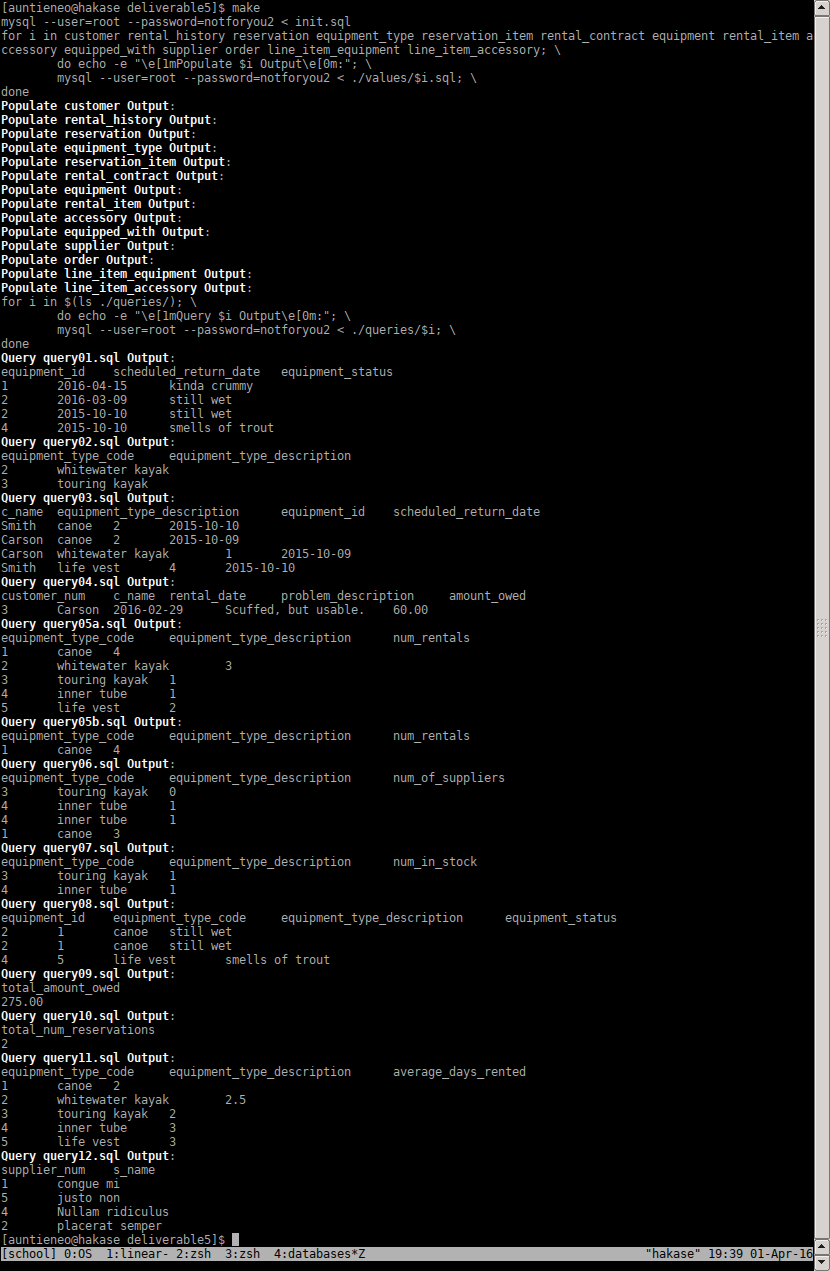 [auntieneo@hakase deliverable5]$ make
mysql --user=root --password=notforyou2 < init.sql
for i in customer rental_history reservation equipment_type reservation_item rental_contract equipment rental_item a
ccessory equipped_with supplier order line_item_equipment line_item_accessory; \
        do echo -e "\e[1mPopulate $i Output\e[0m:"; \
        mysql --user=root --password=notforyou2 < ./values/$i.sql; \
done
Populate customer Output:
Populate rental_history Output:
Populate reservation Output:
Populate equipment_type Output:
Populate reservation_item Output:
Populate rental_contract Output:
Populate equipment Output:
Populate rental_item Output:
Populate accessory Output:
Populate equipped_with Output:
Populate supplier Output:
Populate order Output:
Populate line_item_equipment Output:
Populate line_item_accessory Output:
for i in $(ls ./queries/); \
        do echo -e "\e[1mQuery $i Output\e[0m:"; \
        mysql --user=root --password=notforyou2 < ./queries/$i; \
done
Query query01.sql Output:
equipment_id    scheduled_return_date   equipment_status
1       2016-04-15      kinda crummy
2       2016-03-09      still wet
2       2015-10-10      still wet
4       2015-10-10      smells of trout
Query query02.sql Output:
equipment_type_code     equipment_type_description
2       whitewater kayak
3       touring kayak
Query query03.sql Output:
c_name  equipment_type_description      equipment_id    scheduled_return_date
Smith   canoe   2       2015-10-10
Carson  canoe   2       2015-10-09
Carson  whitewater kayak        1       2015-10-09
Smith   life vest       4       2015-10-10
Query query04.sql Output:
customer_num    c_name  rental_date     problem_description     amount_owed
3       Carson  2016-02-29      Scuffed, but usable.    60.00
Query query05a.sql Output:
equipment_type_code     equipment_type_description      num_rentals
1       canoe   4
2       whitewater kayak        3
3       touring kayak   1
4       inner tube      1
5       life vest       2
Query query05b.sql Output:
equipment_type_code     equipment_type_description      num_rentals
1       canoe   4
Query query06.sql Output:
equipment_type_code     equipment_type_description      num_of_suppliers
3       touring kayak   0
4       inner tube      1
4       inner tube      1
1       canoe   3
Query query07.sql Output:
equipment_type_code     equipment_type_description      num_in_stock
3       touring kayak   1
4       inner tube      1
Query query08.sql Output:
equipment_id    equipment_type_code     equipment_type_description      equipment_status
2       1       canoe   still wet
2       1       canoe   still wet
4       5       life vest       smells of trout
Query query09.sql Output:
total_amount_owed
275.00
Query query10.sql Output:
total_num_reservations
2
Query query11.sql Output:
equipment_type_code     equipment_type_description      average_days_rented
1       canoe   2
2       whitewater kayak        2.5
3       touring kayak   2
4       inner tube      3
5       life vest       3
Query query12.sql Output:
supplier_num    s_name
1       congue mi
5       justo non
4       Nullam ridiculus
2       placerat semper
[auntieneo@hakase deliverable5]$
[school] 0:OS  1:linear- 2:zsh  3:zsh  4:databases*Z "hakase" 19:39 01-Apr-16